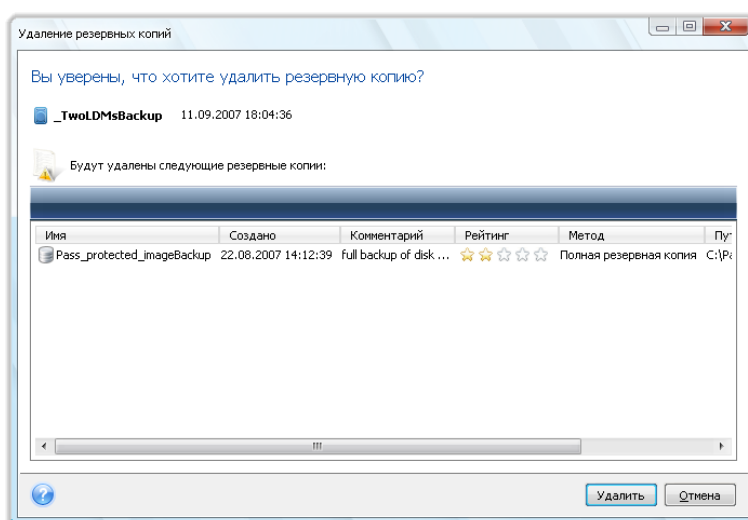 Удаление резервных копий
Вы уверены, что хотите удалить резервную копию?
_TwoLDMsBackup 11.09.2007 18:04:36
Будут удалены следующие резервные копии:
Имя Создано Комментарий Рейтинг Метод
Pass_protected_imageBackup 22.08.2007 14:12:39 full backup of disk ... Полная резервная копия
Удалить Отмена